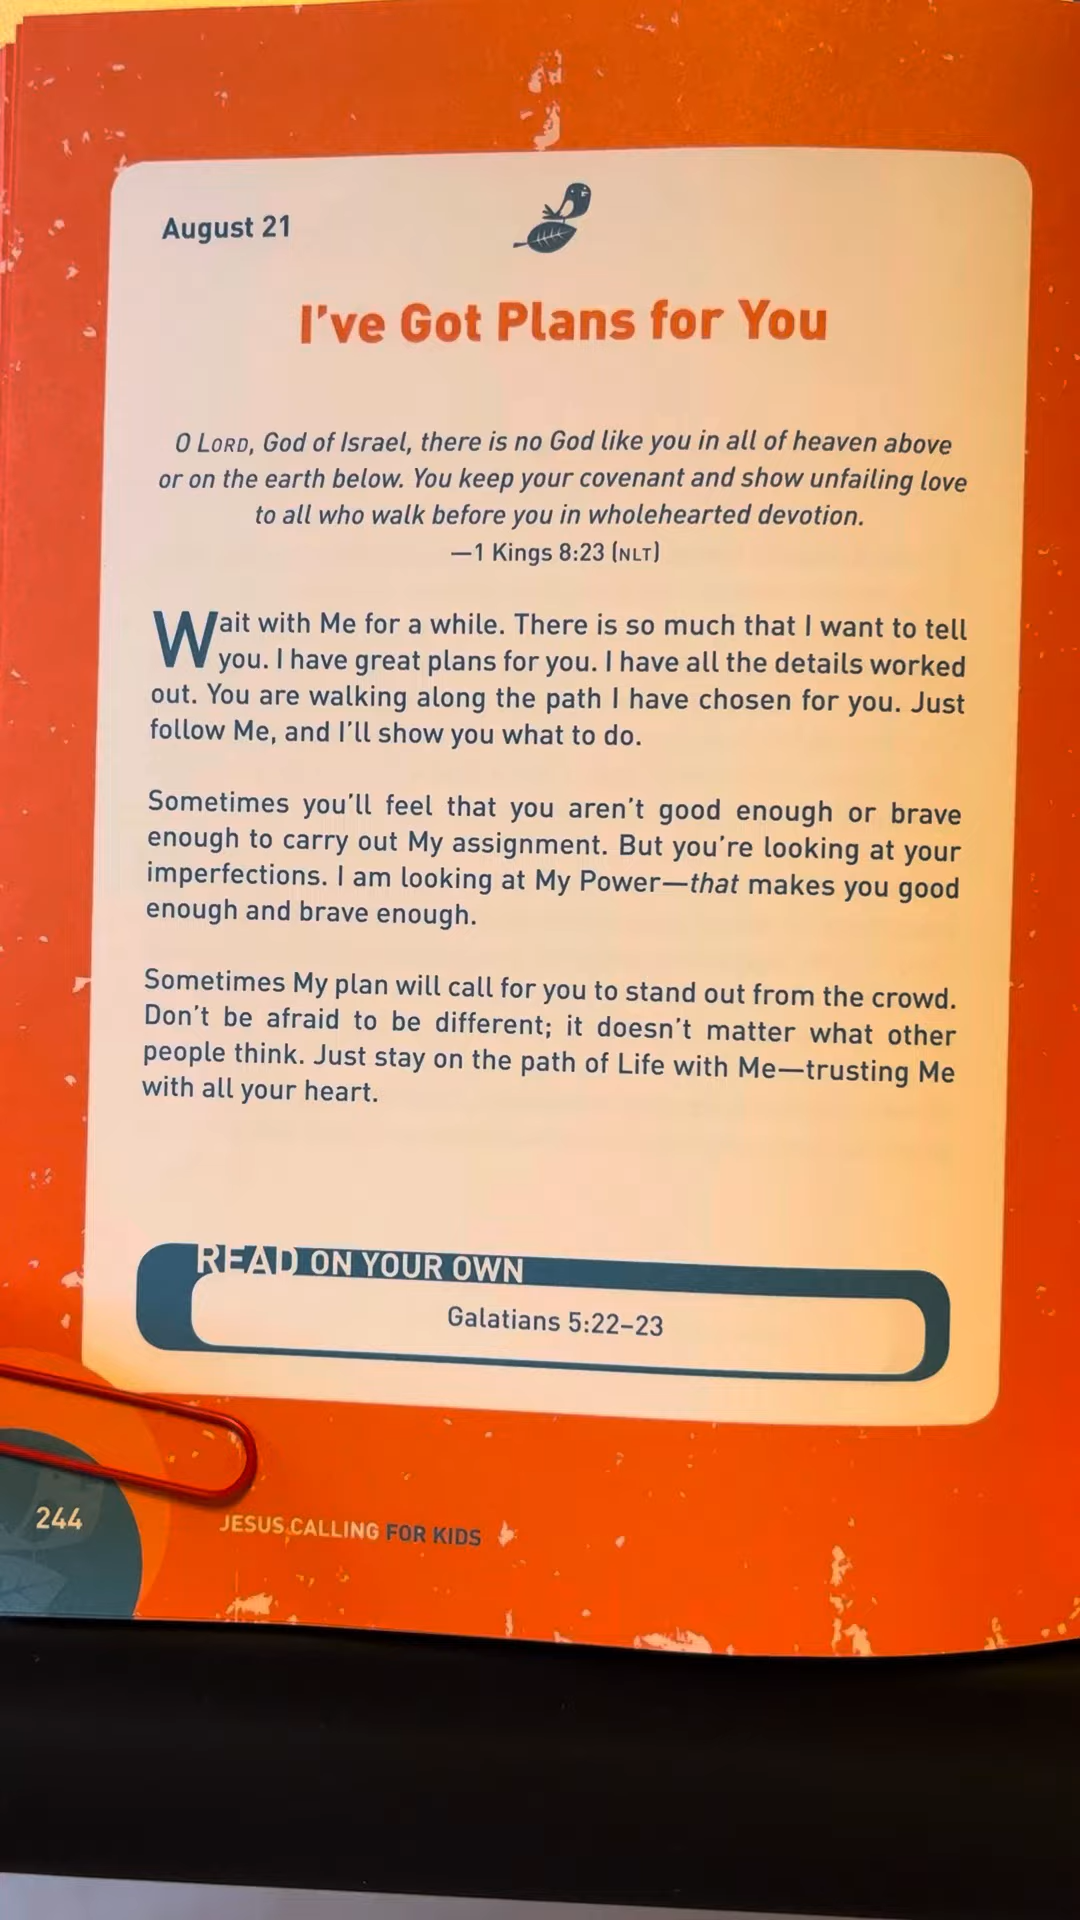 August 21
I've Got Plans for You
O LORD, God of Israel, there is no God like you in all of heaven above
or on the earth below. You keep your covenant and show unfailing love
to all who walk before you in wholehearted devotion.
—1 Kings 8:23 (NLT)
Wait with Me for a while. There is so much that I want to tell
you. I have great plans for you. I have all the details worked
out. You are walking along the path I have chosen for you. Just
follow Me, and I'll show you what to do.
Sometimes you'll feel that you aren't good enough or brave
enough to carry out My assignment. But you're looking at your
imperfections. I am looking at My Power—that makes you good
enough and brave enough.
Sometimes My plan will call for you to stand out from the crowd.
Don't be afraid to be different; it doesn't matter what other
people think. Just stay on the path of Life with Me—trusting Me
with all your heart.
READ ON YOUR OWN
Galatians 5:22–23
244
JESUS CALLING FOR KIDS